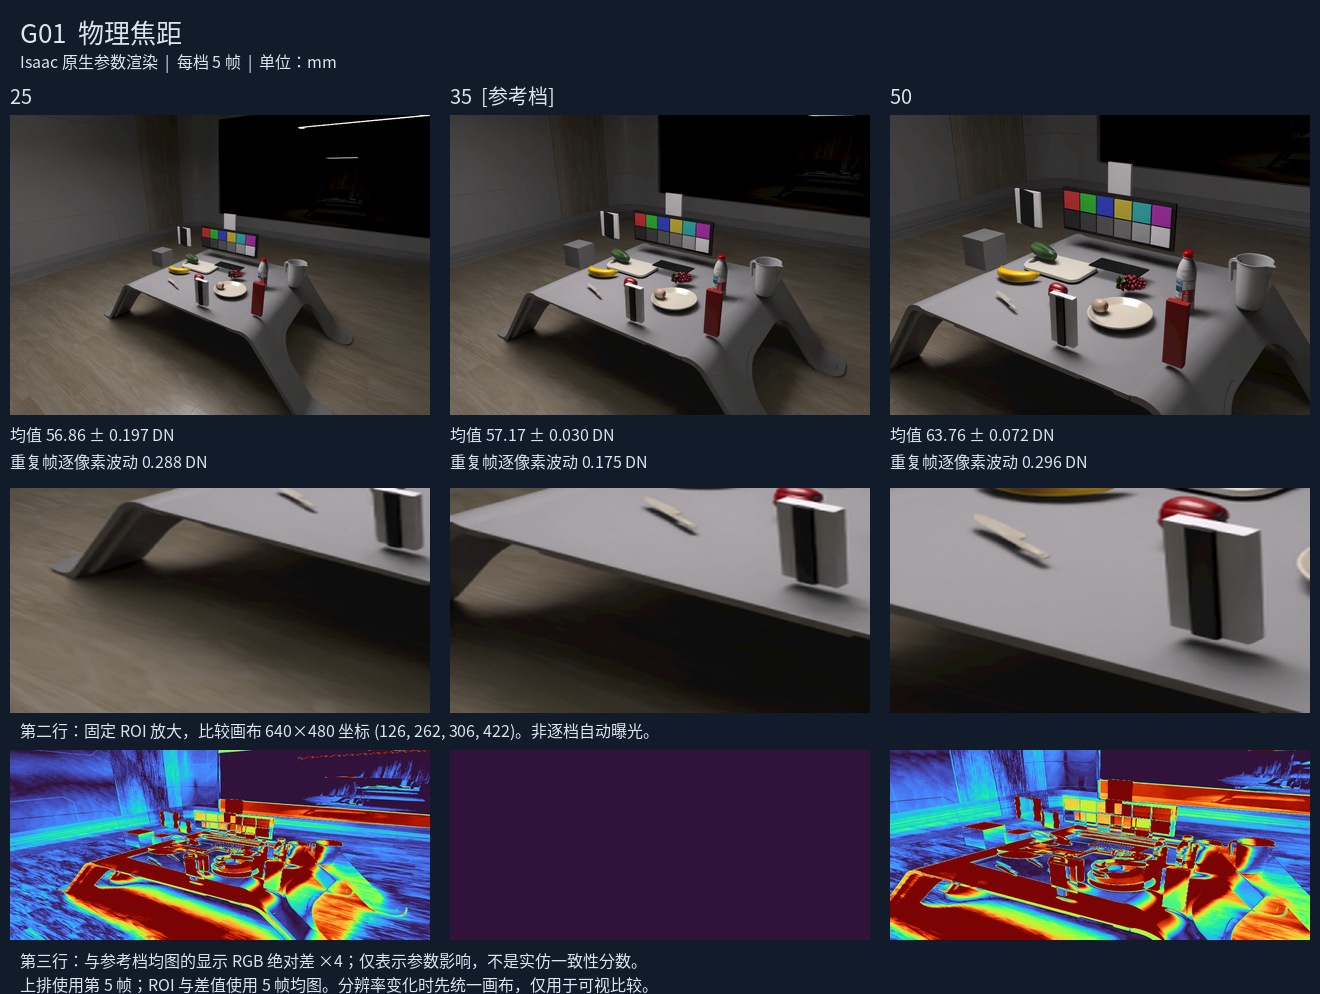 G01 物理焦距
Isaac 原生参数渲染 | 每档 5 帧 | 单位：mm
25
35 [参考档]
50
均值 56.86 ± 0.197 DN
均值 57.17 ± 0.030 DN
均值 63.76 ± 0.072 DN
重复帧逐像素波动 0.288 DN
重复帧逐像素波动 0.175 DN
重复帧逐像素波动 0.296 DN
第二行：固定 ROI 放大，比较画布 640×480 坐标 (126, 262, 306, 422)。非逐档自动曝光。
第三行：与参考档均图的显示 RGB 绝对差 ×4；仅表示参数影响，不是实仿一致性分数。
上排使用第 5 帧；ROI 与差值使用 5 帧均图。分辨率变化时先统一画布，仅用于可视比较。